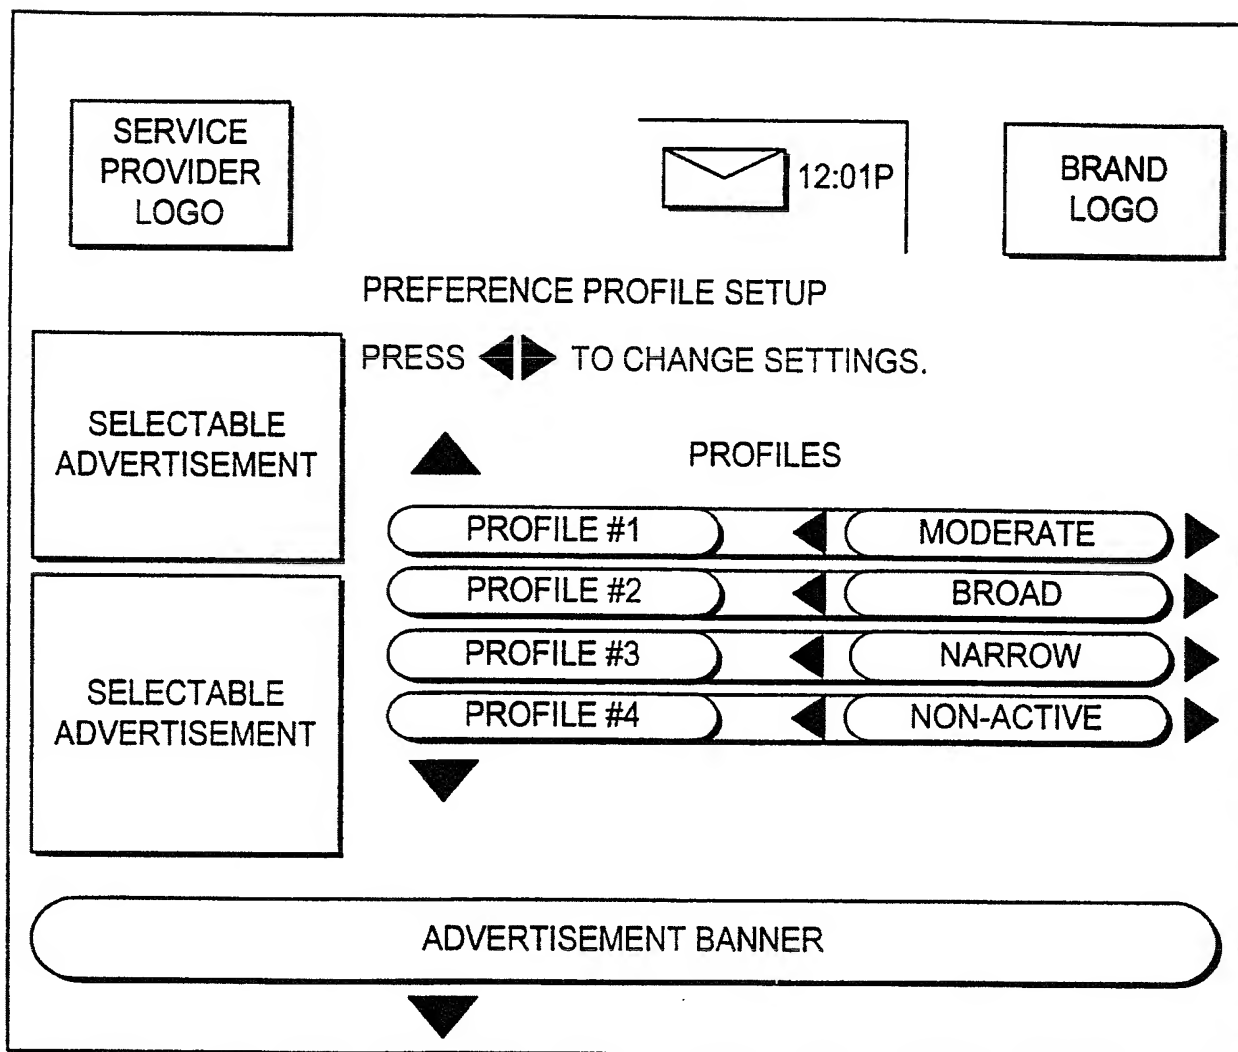 SERVICE
PROVIDER
LOGO
12:01P
BRAND
LOGO
PREFERENCE PROFILE SETUP
PRESS TO CHANGE SETTINGS.
SELECTABLE
ADVERTISEMENT
PROFILES
PROFILE #1 MODERATE
PROFILE #2 BROAD
PROFILE #3 NARROW
PROFILE #4 NON-ACTIVE
SELECTABLE
ADVERTISEMENT
ADVERTISEMENT BANNER